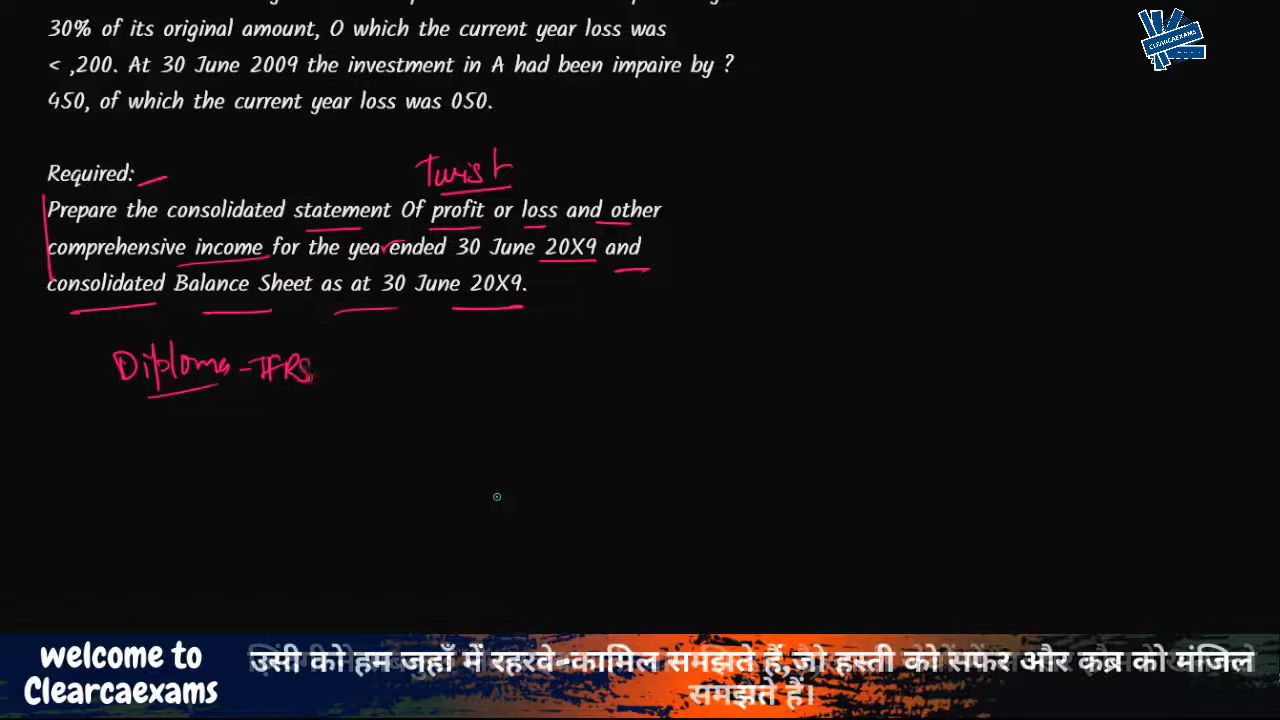 30% of its original amount, O which the current year loss was
< ,200. At 30 June 2009 the investment in A had been impaire by ?
450, of which the current year loss was 050.
Required:
Twist
Prepare the consolidated statement Of profit or loss and other
comprehensive income for the yea ended 30 June 20X9 and
consolidated Balance Sheet as at 30 June 20X9.
Diploma - IFRS
CLEARCAEXAMS
welcome to
Clearcaexams
उसी को हम जहाँ में रहरवे-कामिल समझते हैं,जो हस्ती को सफर और कब्र को मंजिल
समझते हैं।